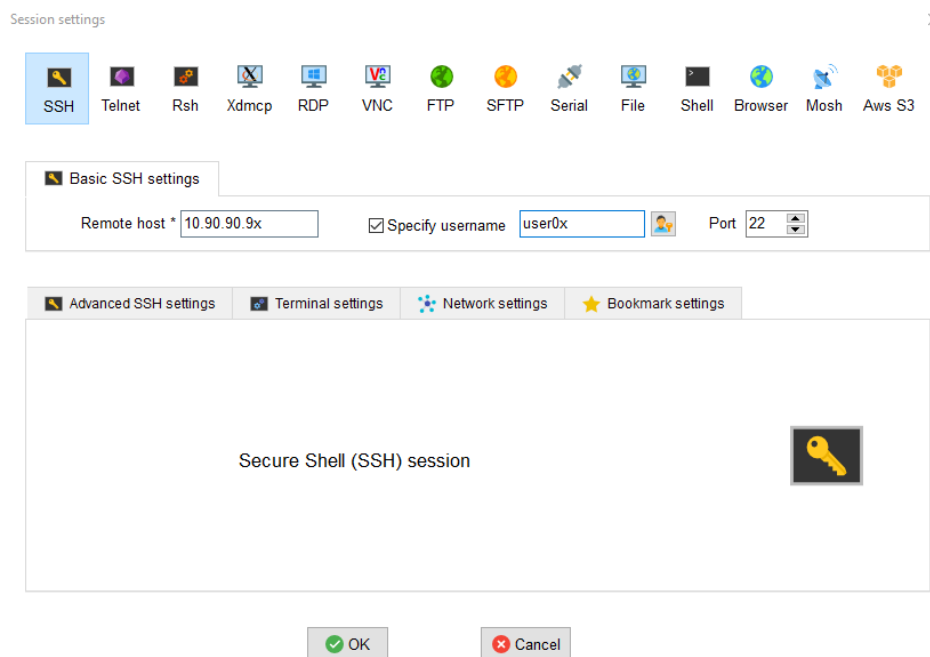 Session settings
SSH Telnet Rsh Xdmcp RDP VNC FTP SFTP Serial File Shell Browser Mosh Aws S3
Basic SSH settings
Remote host * 10.90.90.9x Specify username user0x Port 22
Advanced SSH settings Terminal settings Network settings Bookmark settings
Secure Shell (SSH) session
OK Cancel